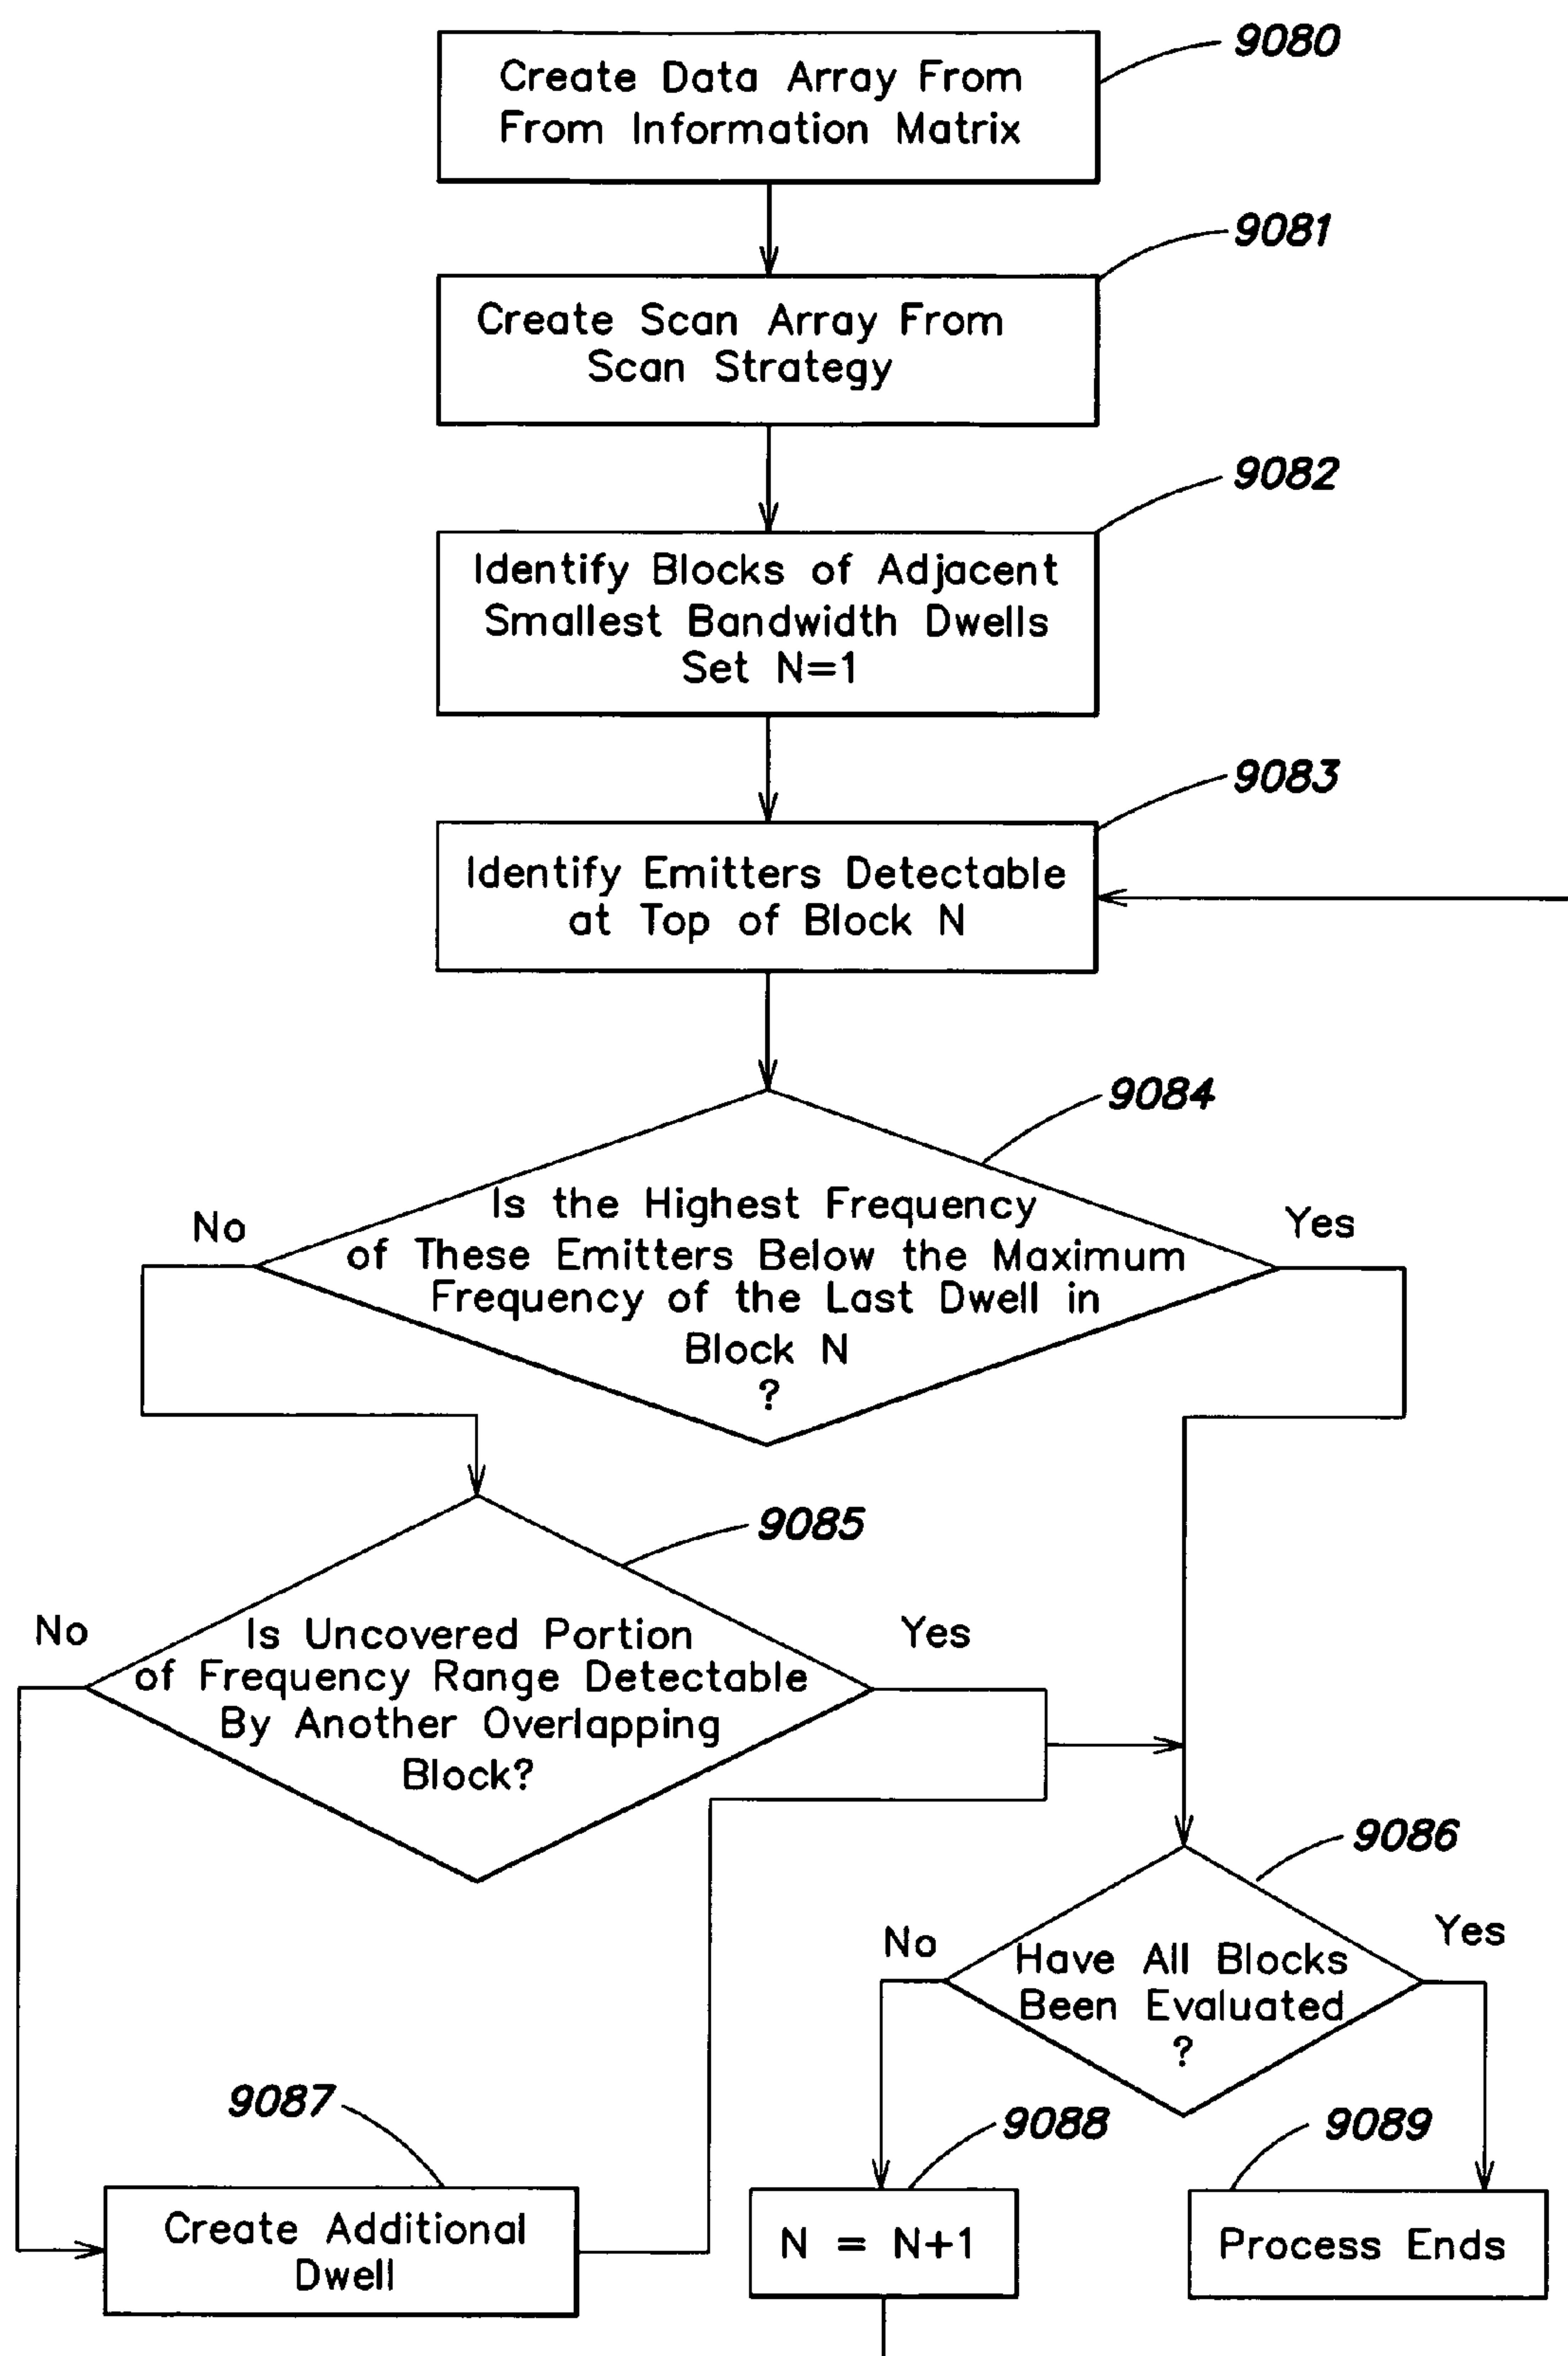 9080
Create Data Array From
From Information Matrix
9081
Create Scan Array From
Scan Strategy
9082
Identify Blocks of Adjacent
Smallest Bandwidth Dwells
Set N=1
9083
Identify Emitters Detectable
at Top of Block N
9084
Is the Highest Frequency
of These Emitters Below the Maximum
Frequency of the Last Dwell in
Block N
?
No
Yes
9085
Is Uncovered Portion
of Frequency Range Detectable
By Another Overlapping
Block?
No
Yes
9086
Have All Blocks
Been Evaluated
?
No
Yes
9087
Create Additional
Dwell
9088
N = N+1
9089
Process Ends